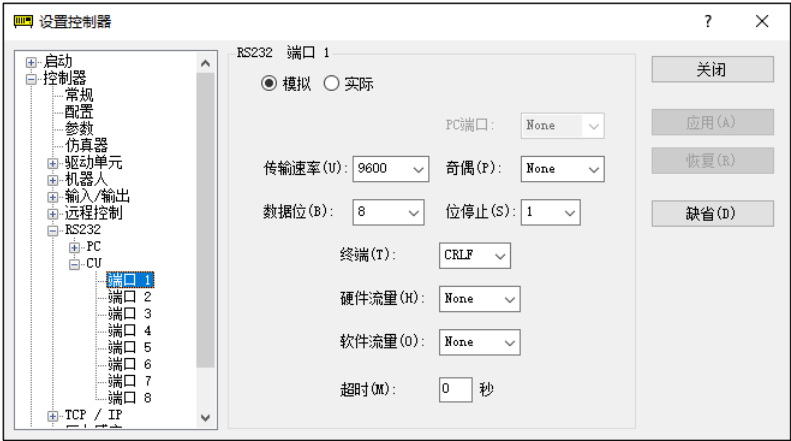 设置控制器
启动
控制器
常规
配置
参数
仿真器
驱动单元
机器人
输入/输出
远程控制
RS232
PC
CU
端口 1
端口 2
端口 3
端口 4
端口 5
端口 6
端口 7
端口 8
TCP / IP
RS232 端口 1
模拟 实际
PC端口: None
传输速率(U): 9600 奇偶(P): None
数据位(B): 8 位停止(S): 1
终端(T): CRLF
硬件流量(H): None
软件流量(O): None
超时(M): 0 秒
关闭
应用(A)
恢复(R)
缺省(D)